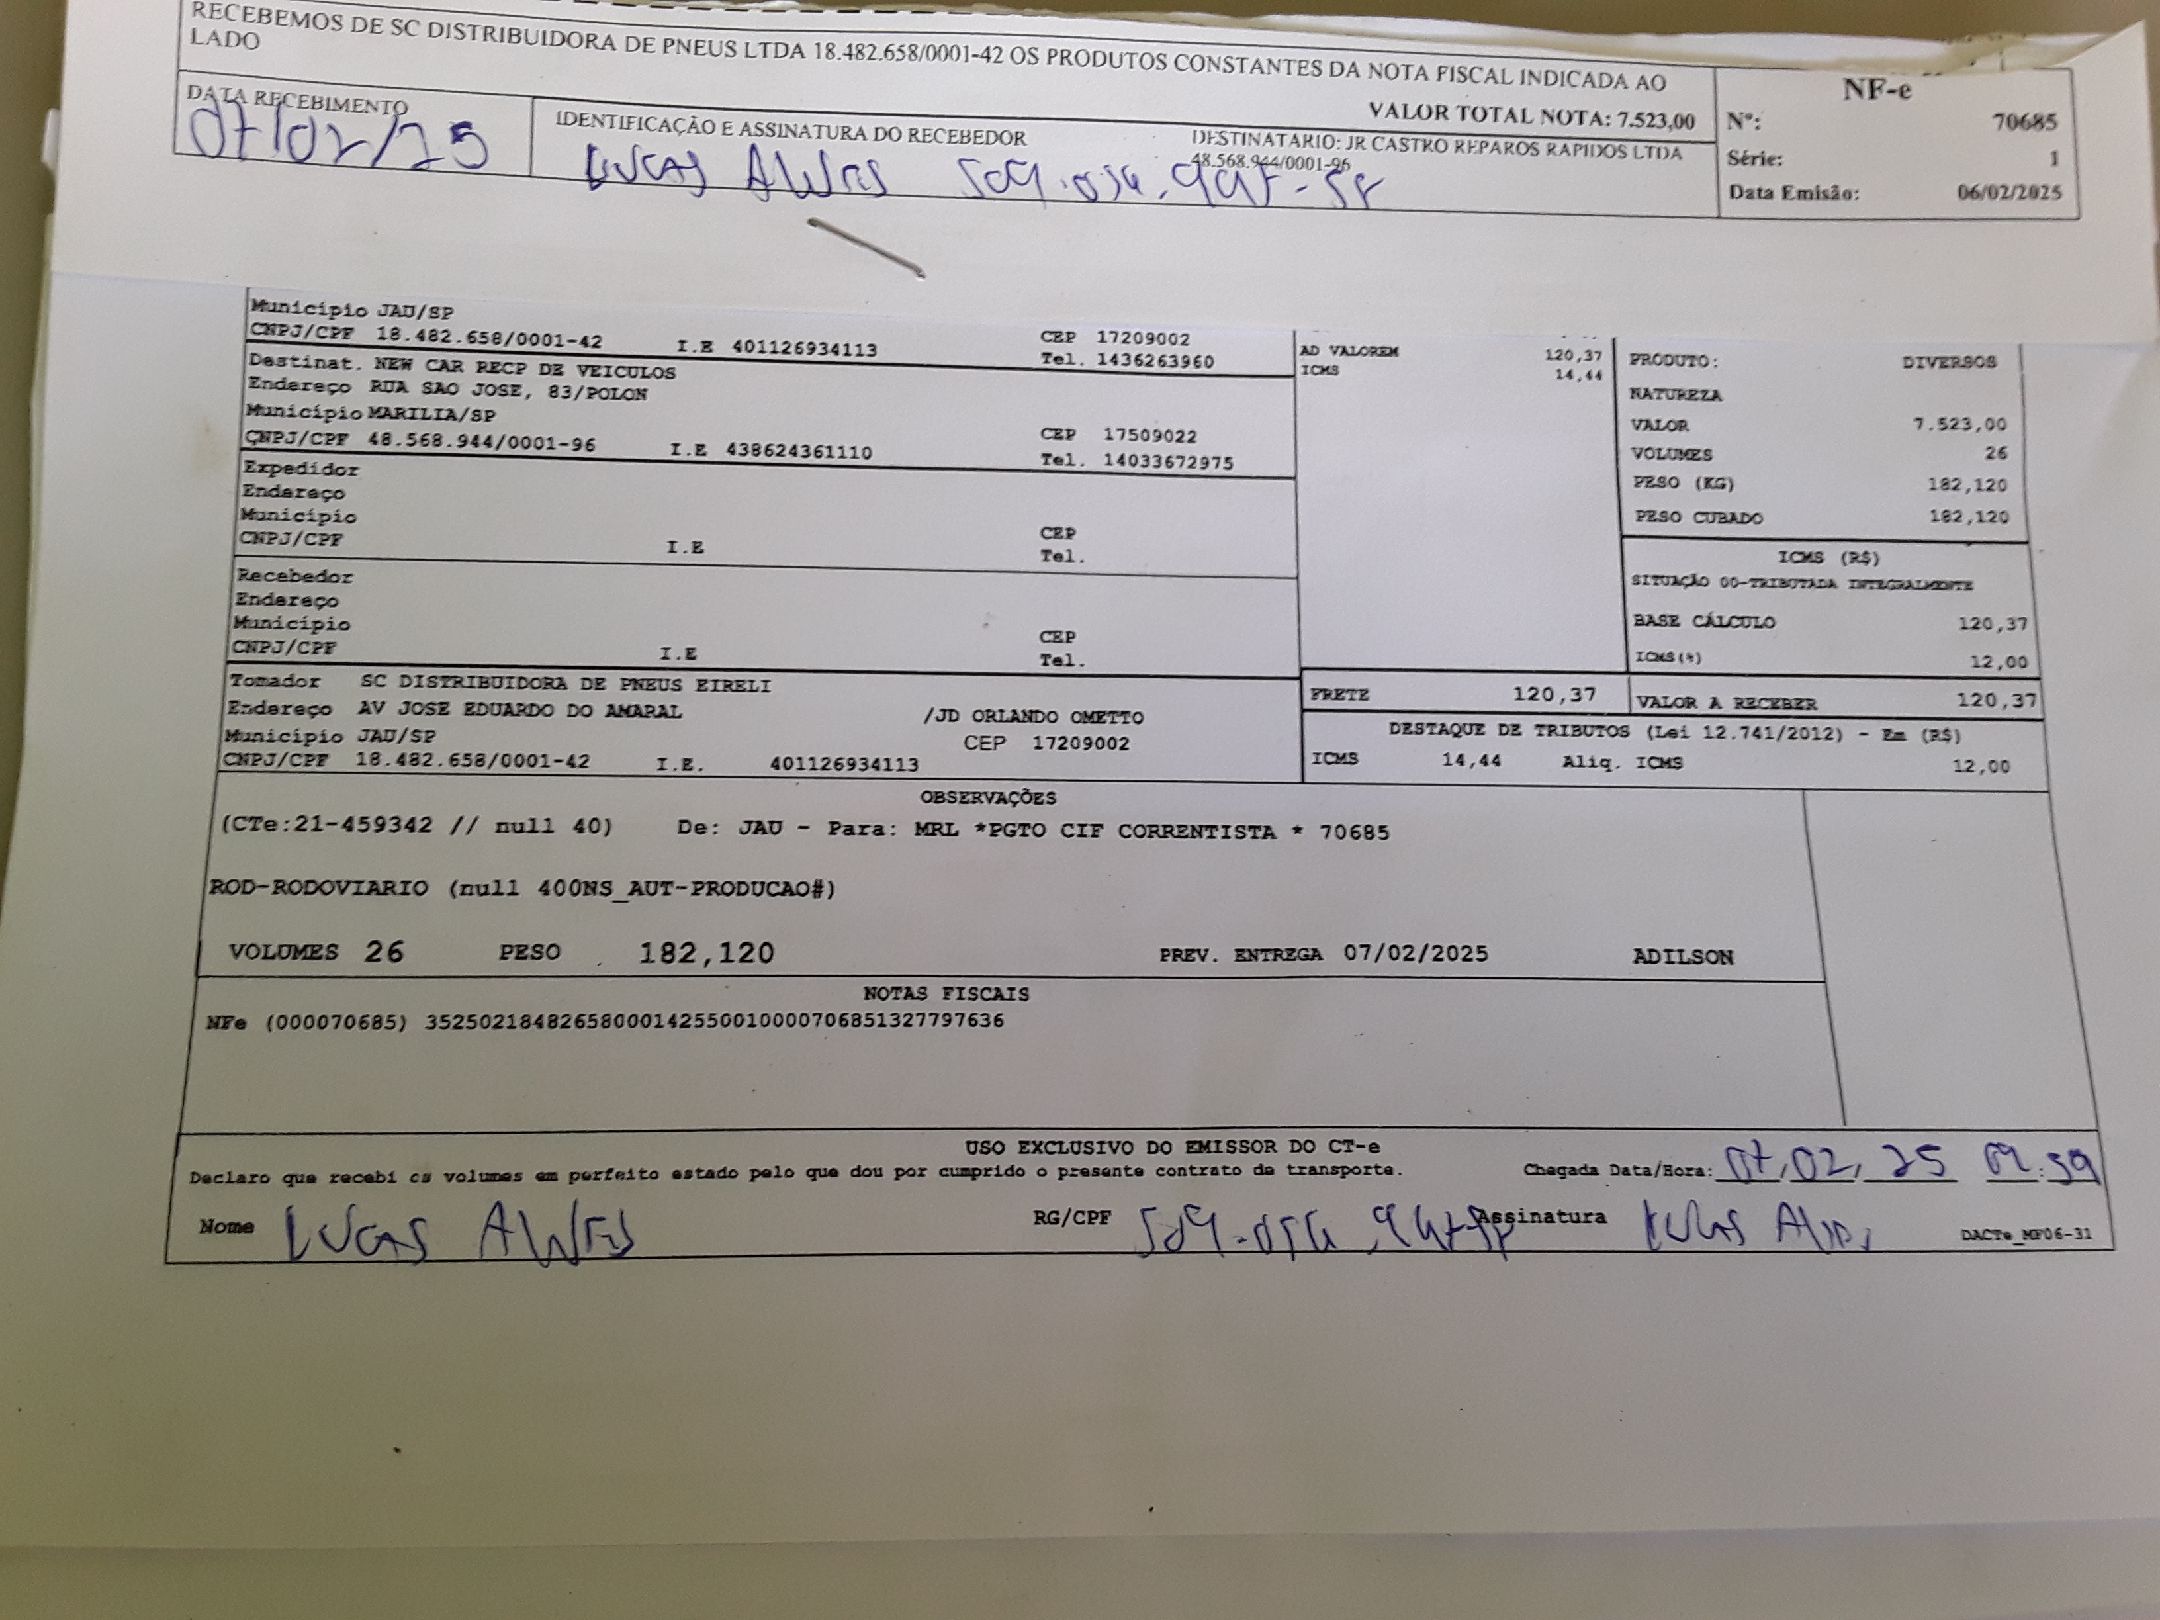 RECEBEMOS DE SC DISTRIBUIDORA DE PNEUS LTDA 18.482.658/0001-42 OS PRODUTOS CONSTANTES DA NOTA FISCAL INDICADA AO
LADO
VALOR TOTAL NOTA: 7.523,00
DATA RECEBIMENTO
07/02/25
IDENTIFICAÇÃO E ASSINATURA DO RECEBEDOR
DESTINATARIO: JR CASTRO REPAROS RAPIDOS LTDA
48.568.944/0001-96
LUCAS ALVES
NF-e
Nº: 70685
Série: 1
Data Emisão: 06/02/2025
Município JAU/SP
CNPJ/CPF 18.482.658/0001-42 I.E 401126934113
CEP 17209002
Tel. 1436263960
Destinat. NEW CAR RECP DE VEICULOS
Endereço RUA SAO JOSE, 83/POLON
Município MARILIA/SP
CNPJ/CPF 48.568.944/0001-96 I.E 438624361110
CEP 17509022
Tel. 14033672975
Expedidor
Endereço
Município
CNPJ/CPF I.E
CEP
Tel.
Recebedor
Endereço
Município
CNPJ/CPF I.E
CEP
Tel.
Tomador SC DISTRIBUIDORA DE PNEUS EIRELI
Endereço AV JOSE EDUARDO DO AMARAL /JD ORLANDO OMETTO
Município JAU/SP CEP 17209002
CNPJ/CPF 18.482.658/0001-42 I.E. 401126934113
AD VALOREM 120,37
ICMS 14,44
PRODUTO: DIVERSOS
NATUREZA
VALOR 7.523,00
VOLUMES 26
PESO (KG) 182,120
PESO CUBADO 182,120
ICMS (R$)
SITUAÇÃO 00-TRIBUTADA INTEGRALMENTE
BASE CÁLCULO 120,37
ICMS(%) 12,00
FRETE 120,37 VALOR A RECEBER 120,37
DESTAQUE DE TRIBUTOS (Lei 12.741/2012) - Em (R$)
ICMS 14,44 Aliq. ICMS 12,00
OBSERVAÇÕES
(CTe:21-459342 // null 40) De: JAU - Para: MRL *PGTO CIF CORRENTISTA * 70685
ROD-RODOVIARIO (null 400NS_AUT-PRODUCAO#)
VOLUMES 26 PESO 182,120 PREV. ENTREGA 07/02/2025 ADILSON
NOTAS FISCAIS
NFe (000070685) 35250218482658000142550010000706851327797636
USO EXCLUSIVO DO EMISSOR DO CT-e
Declaro que recebi os volumes em perfeito estado pelo que dou por cumprido o presente contrato de transporte. Chegada Data/Hora: 07/02/25
Nome LUCAS ALVES RG/CPF Assinatura Lucas Alves DACTe_MF06-31